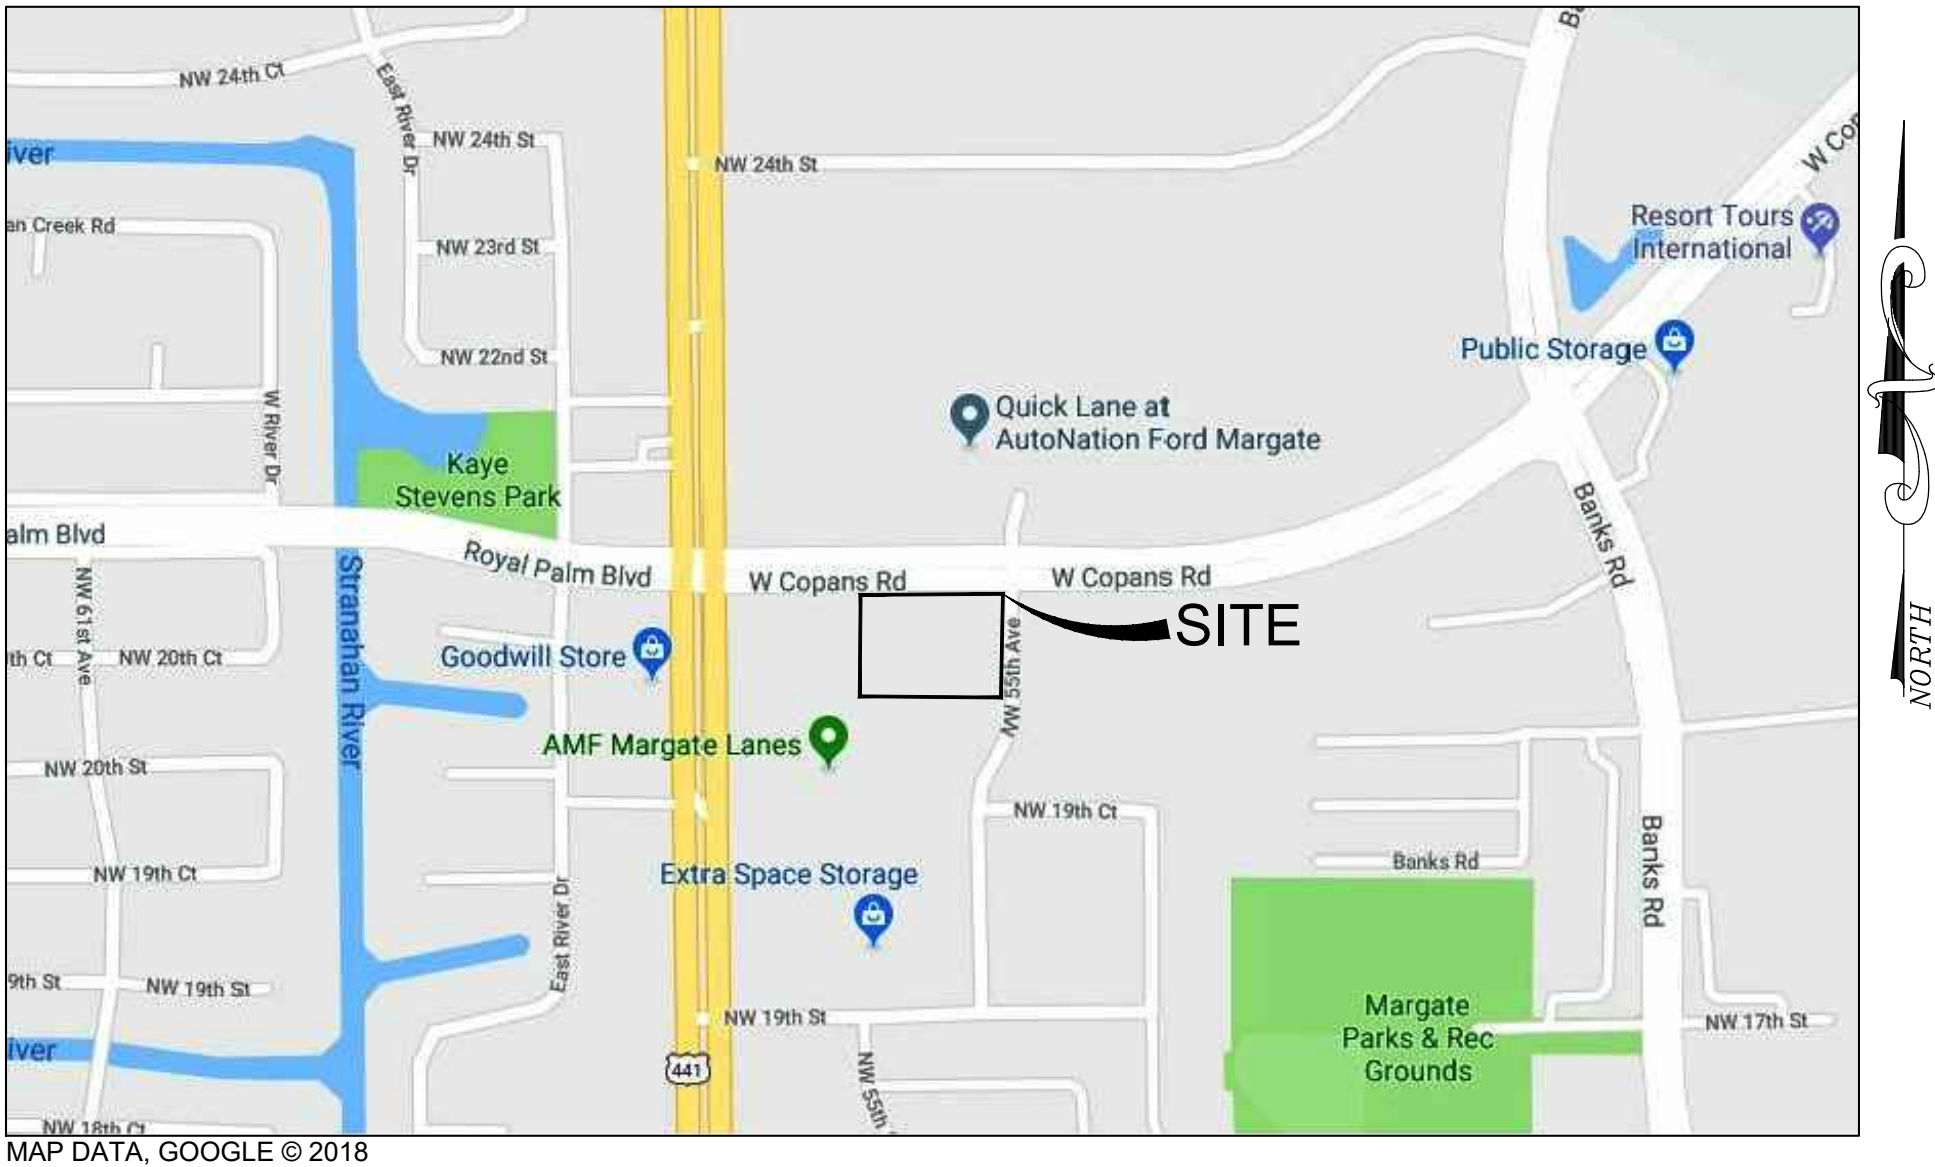 Ba
NW 24th Ct
East River Dr
NW 24th St
NW 24th St
W Cop
iver
Resort Tours
International
en Creek Rd
NW 23rd St
Public Storage
NW 22nd St
Quick Lane at
AutoNation Ford Margate
W River Dr
Kaye
Stevens Park
Banks Rd
alm Blvd
Royal Palm Blvd
W Copans Rd
W Copans Rd
SITE
NORTH
NW 61st Ave
Stranahan River
Goodwill Store
NW 55th Ave
th Ct
NW 20th Ct
AMF Margate Lanes
NW 20th St
NW 19th Ct
NW 19th Ct
Extra Space Storage
Banks Rd
Banks Rd
East River Dr
9th St
NW 19th St
NW 19th St
Margate
Parks & Rec
Grounds
NW 17th St
iver
441
NW 55th
NW 18th Ct
MAP DATA, GOOGLE © 2018